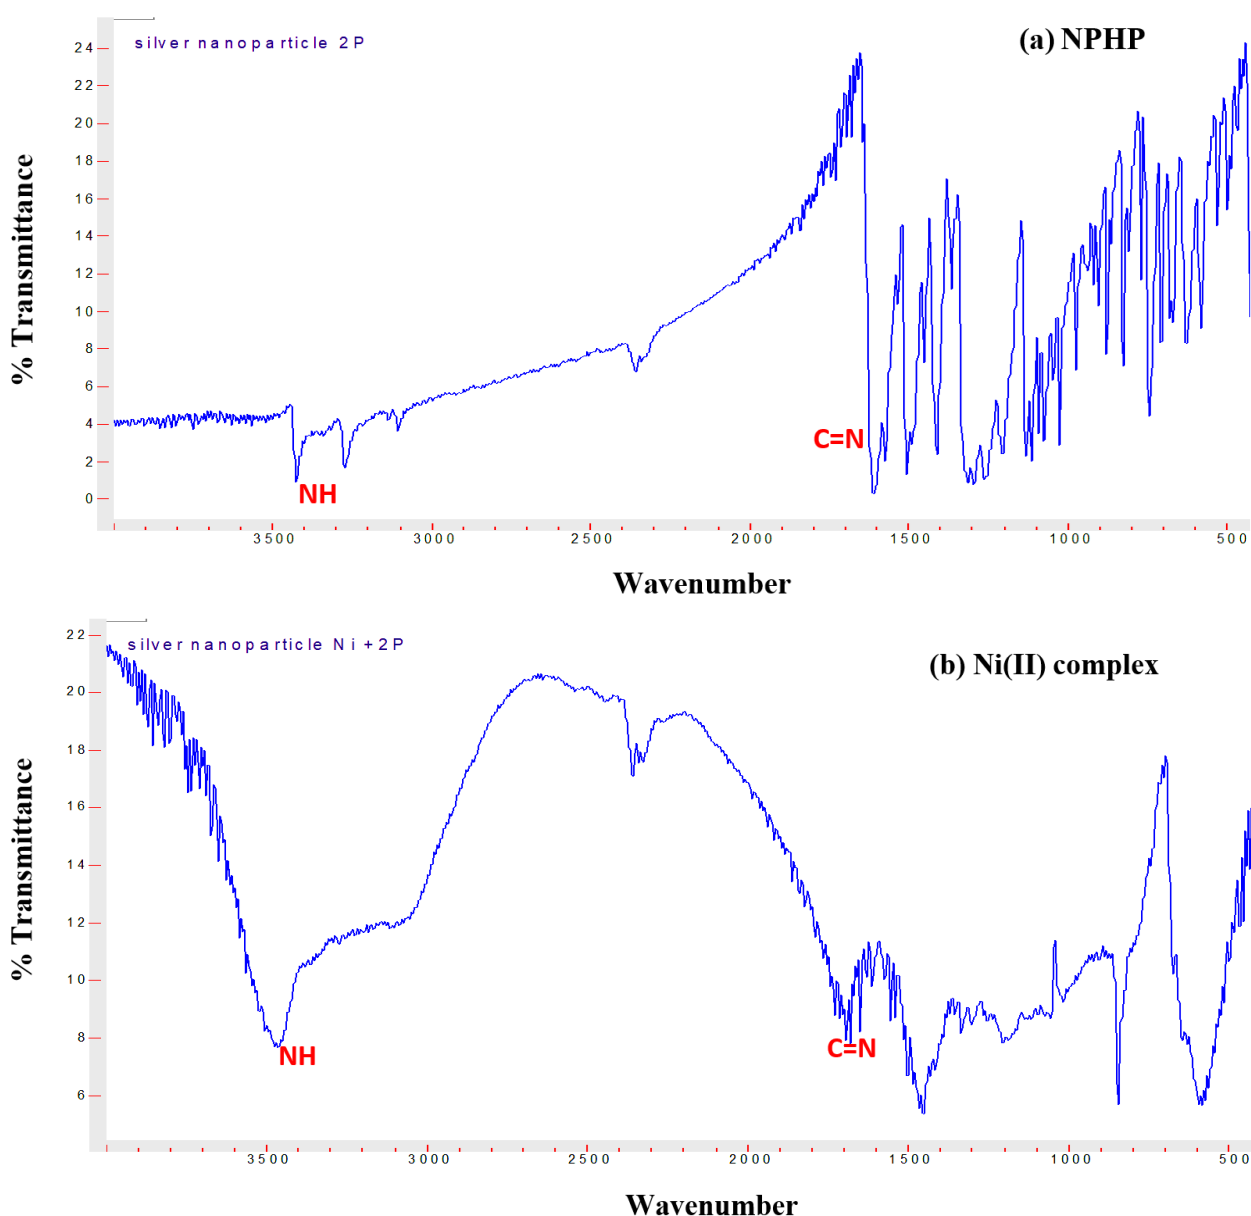 silver nanoparticle 2P
(a) NPHP
24
22
20
18
16
14
12
10
8
6
4
2
0
% Transmittance
NH
C=N
3500 3000 2500 2000 1500 1000 500
Wavenumber
silver nanoparticle Ni+2P
(b) Ni(II) complex
22
20
18
16
14
12
10
8
6
% Transmittance
NH
C=N
3500 3000 2500 2000 1500 1000 500
Wavenumber